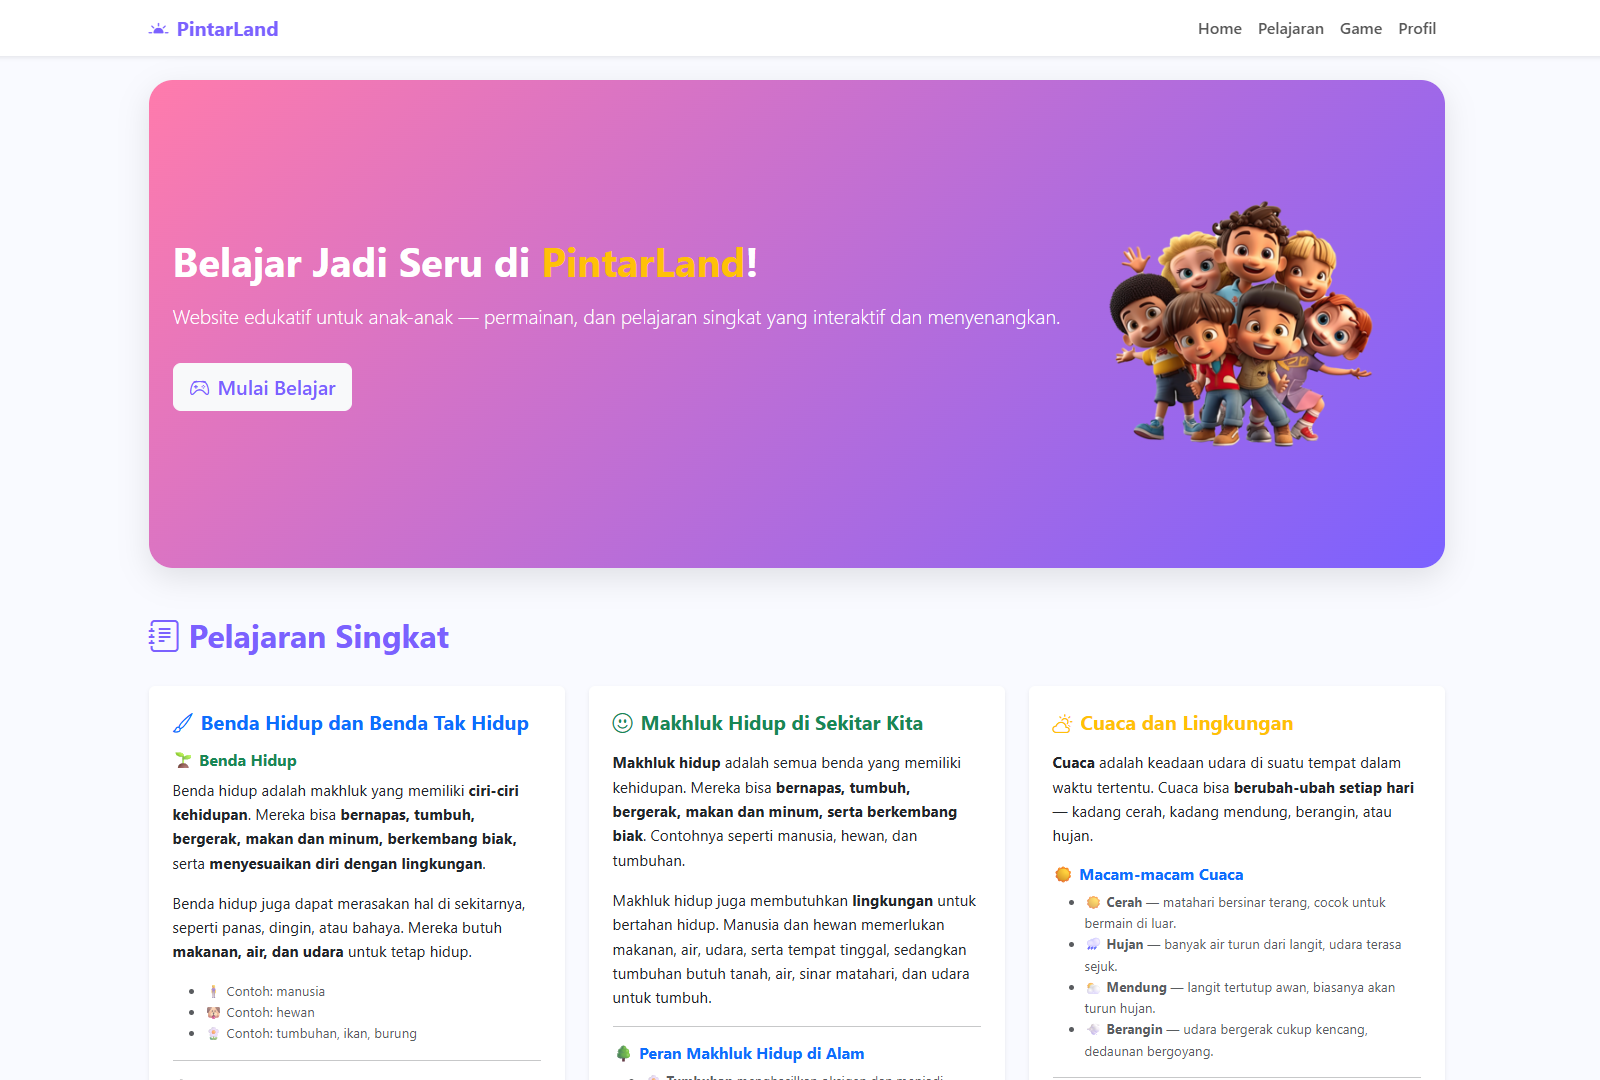 PintarLand
Home Pelajaran Game Profil
Belajar Jadi Seru di PintarLand!
Website edukatif untuk anak-anak — permainan, dan pelajaran singkat yang interaktif dan menyenangkan.
Mulai Belajar
Pelajaran Singkat
Benda Hidup dan Benda Tak Hidup
Benda Hidup
Benda hidup adalah makhluk yang memiliki ciri-ciri
kehidupan. Mereka bisa bernapas, tumbuh,
bergerak, makan dan minum, berkembang biak,
serta menyesuaikan diri dengan lingkungan.
Benda hidup juga dapat merasakan hal di sekitarnya,
seperti panas, dingin, atau bahaya. Mereka butuh
makanan, air, dan udara untuk tetap hidup.
Contoh: manusia
Contoh: hewan
Contoh: tumbuhan, ikan, burung
Makhluk Hidup di Sekitar Kita
Makhluk hidup adalah semua benda yang memiliki
kehidupan. Mereka bisa bernapas, tumbuh,
bergerak, makan dan minum, serta berkembang
biak. Contohnya seperti manusia, hewan, dan
tumbuhan.
Makhluk hidup juga membutuhkan lingkungan untuk
bertahan hidup. Manusia dan hewan memerlukan
makanan, air, udara, serta tempat tinggal, sedangkan
tumbuhan butuh tanah, air, sinar matahari, dan udara
untuk tumbuh.
Peran Makhluk Hidup di Alam
Tumbuhan menghasilkan oksigen dan menjadi
Cuaca dan Lingkungan
Cuaca adalah keadaan udara di suatu tempat dalam
waktu tertentu. Cuaca bisa berubah-ubah setiap hari
— kadang cerah, kadang mendung, berangin, atau
hujan.
Macam-macam Cuaca
Cerah — matahari bersinar terang, cocok untuk
bermain di luar.
Hujan — banyak air turun dari langit, udara terasa
sejuk.
Mendung — langit tertutup awan, biasanya akan
turun hujan.
Berangin — udara bergerak cukup kencang,
dedaunan bergoyang.